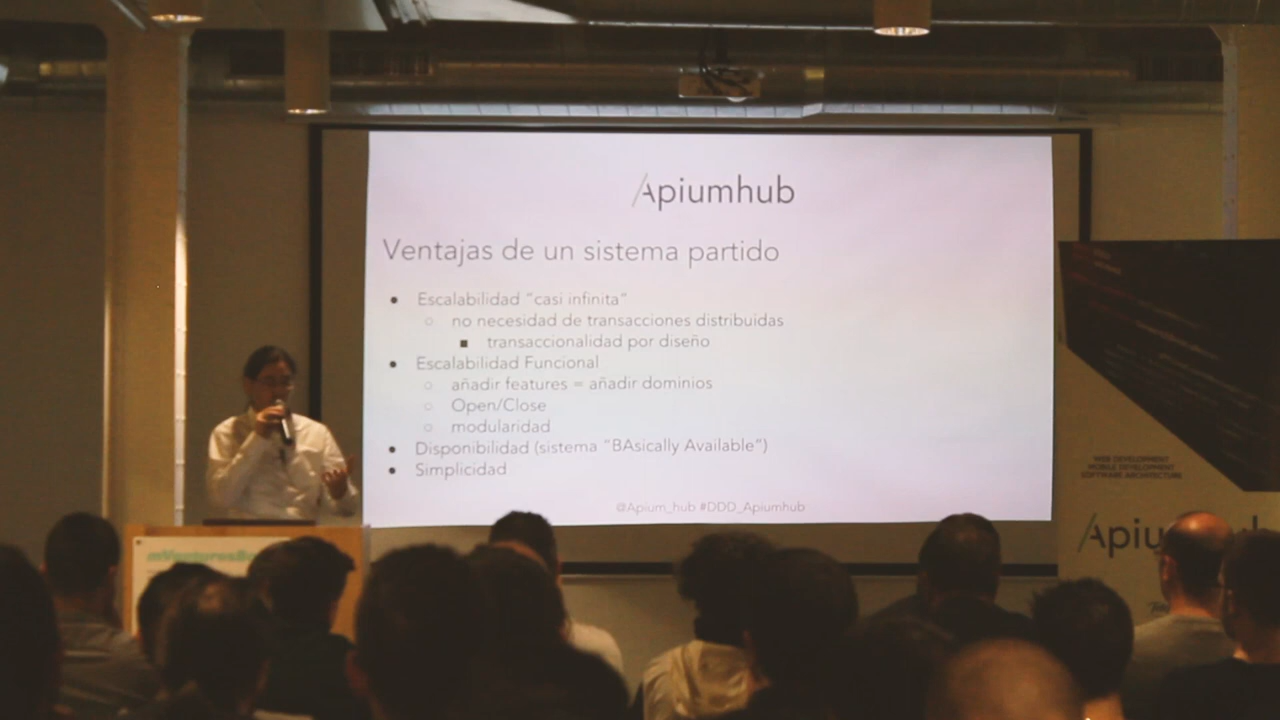 Apiumhub
Ventajas de un sistema partido
● Escalabilidad "casi infinita"
○ no necesidad de transacciones distribuidas
■ transaccionalidad por diseño
● Escalabilidad Funcional
○ añadir features = añadir dominios
○ Open/Close
○ modularidad
● Disponibilidad (sistema "BAsically Available")
● Simplicidad
@Apium_hub #DDD_Apiumhub
WEB DEVELOPMENT
MOBILE DEVELOPMENT
SOFTWARE ARCHITECTURE